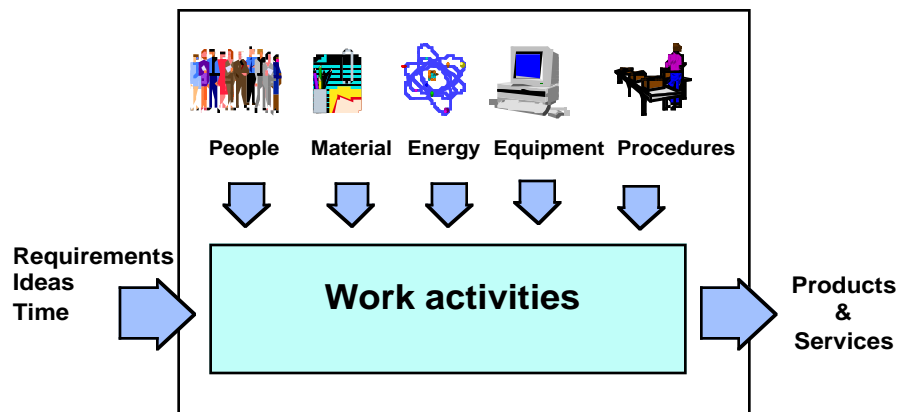 People Material Energy Equipment Procedures
Requirements
Ideas
Time
Work activities
Products
&
Services